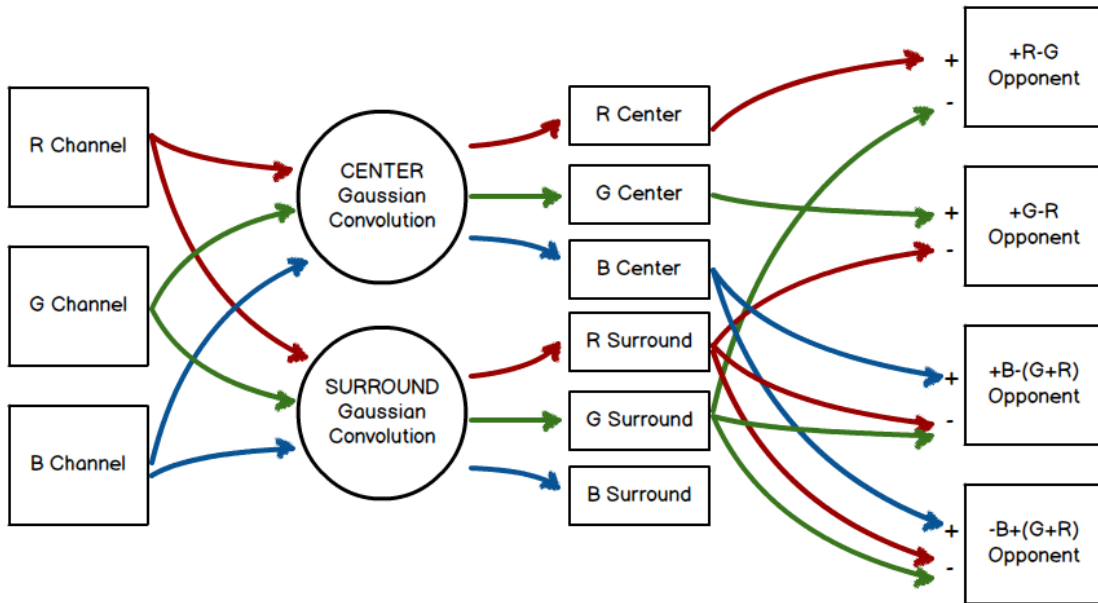 R Channel
G Channel
B Channel
CENTER
Gaussian
Convolution
SURROUND
Gaussian
Convolution
R Center
G Center
B Center
R Surround
G Surround
B Surround
+
-
+R-G
Opponent
+
-
+G-R
Opponent
+
-
+B-(G+R)
Opponent
+
-
-B+(G+R)
Opponent